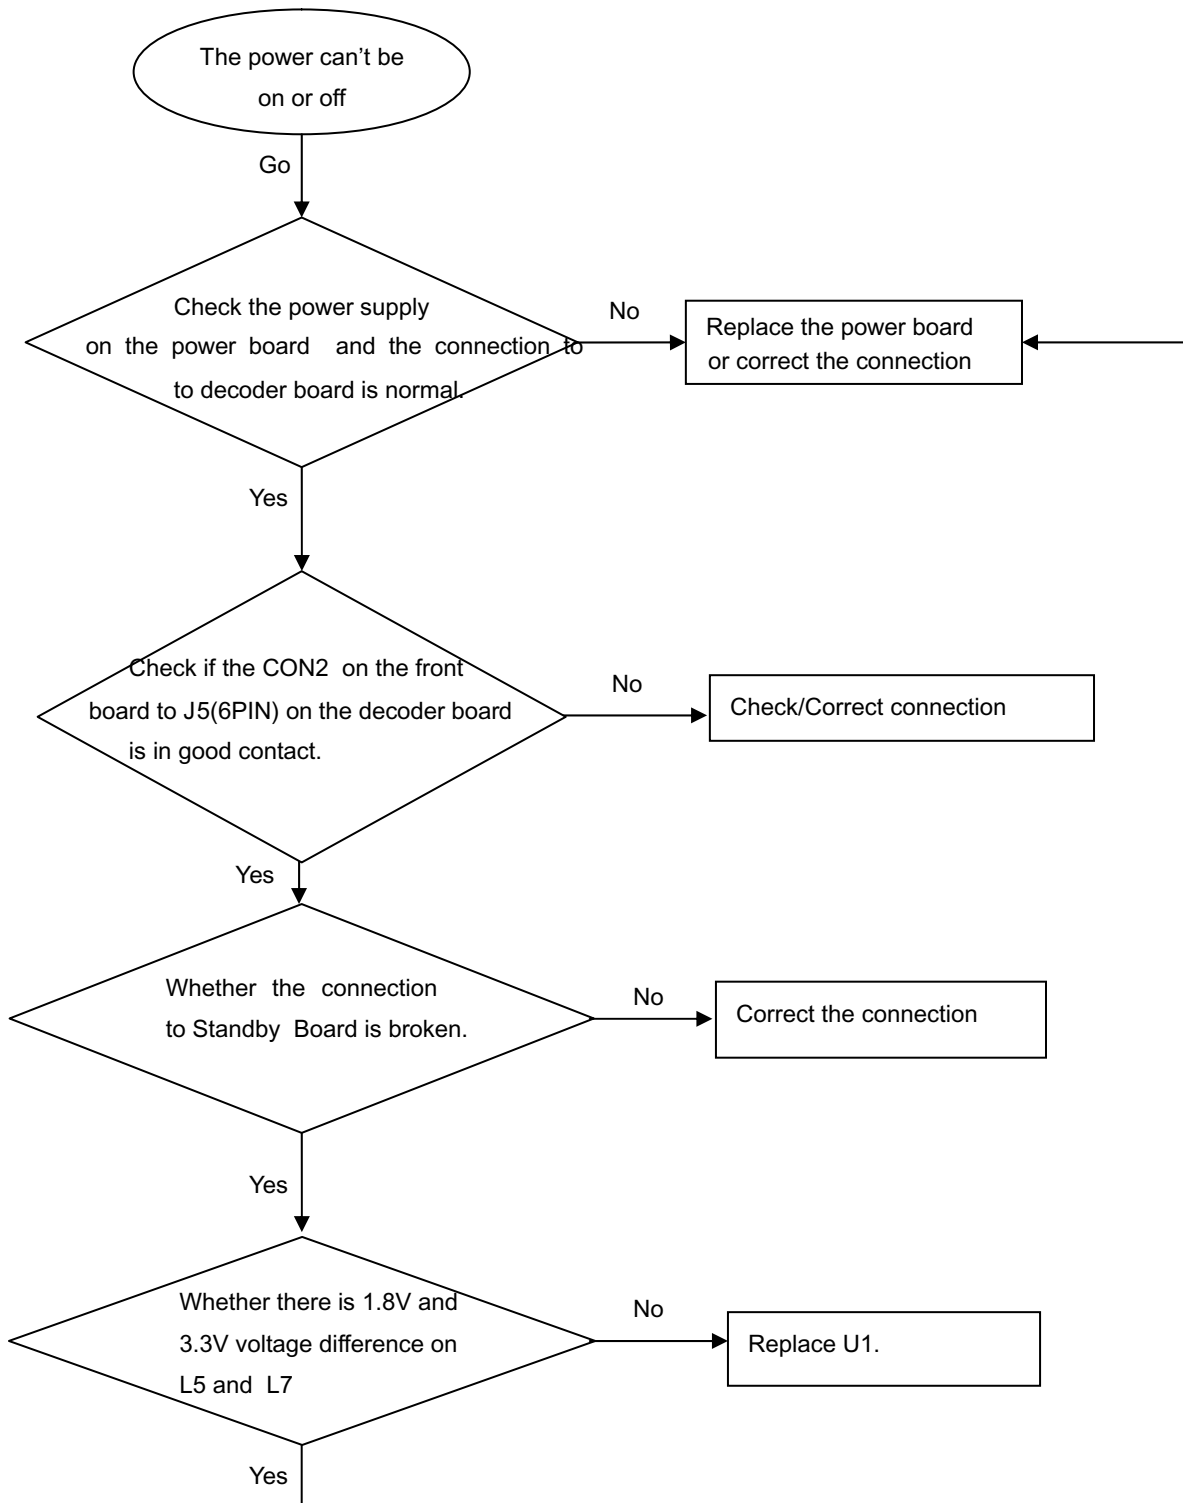 The power can't be
on or off
Go
Check the power supply
on the power board and the connection to
to decoder board is normal.
No
Replace the power board
or correct the connection
Yes
Check if the CON2 on the front
board to J5(6PIN) on the decoder board
is in good contact.
No
Check/Correct connection
Yes
Whether the connection
to Standby Board is broken.
No
Correct the connection
Yes
Whether there is 1.8V and
3.3V voltage difference on
L5 and L7
No
Replace U1.
Yes